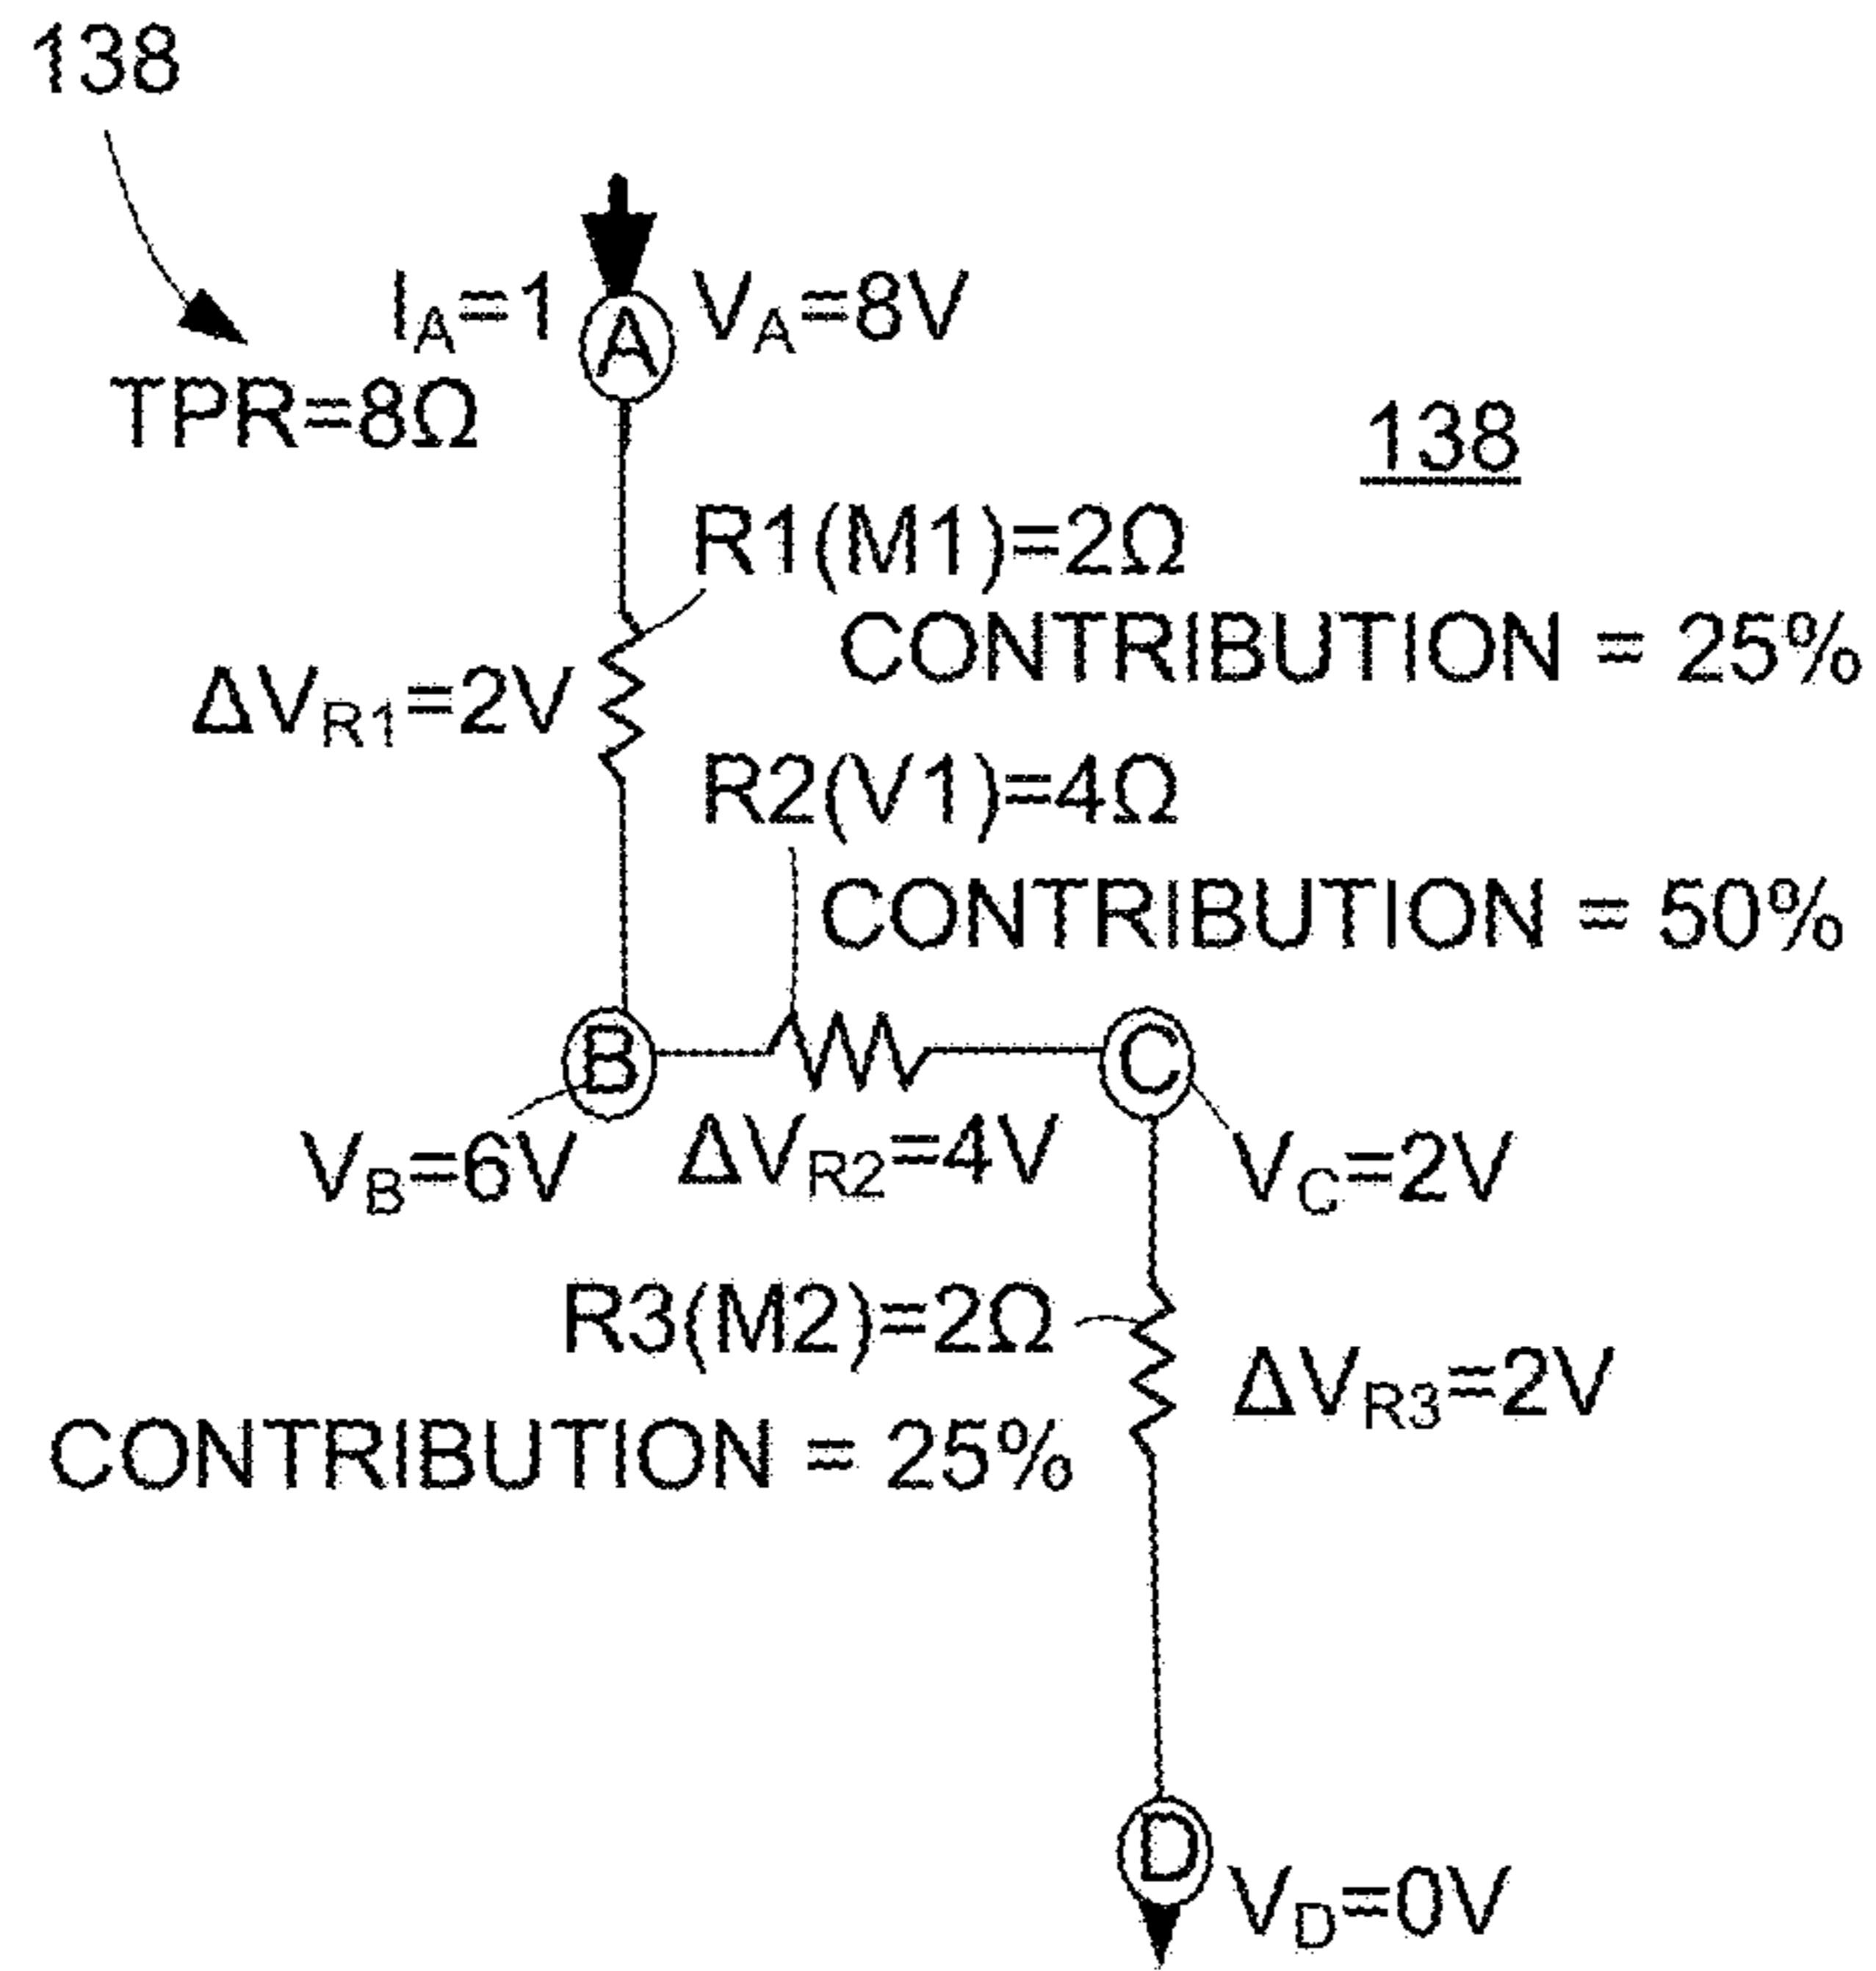 138
I_A=1
A
V_A=8V
TPR=8Ω
138
R1(M1)=2Ω
CONTRIBUTION = 25%
ΔV_R1=2V
R2(V1)=4Ω
CONTRIBUTION = 50%
B
C
V_B=6V
ΔV_R2=4V
V_C=2V
R3(M2)=2Ω
ΔV_R3=2V
CONTRIBUTION = 25%
D
V_D=0V